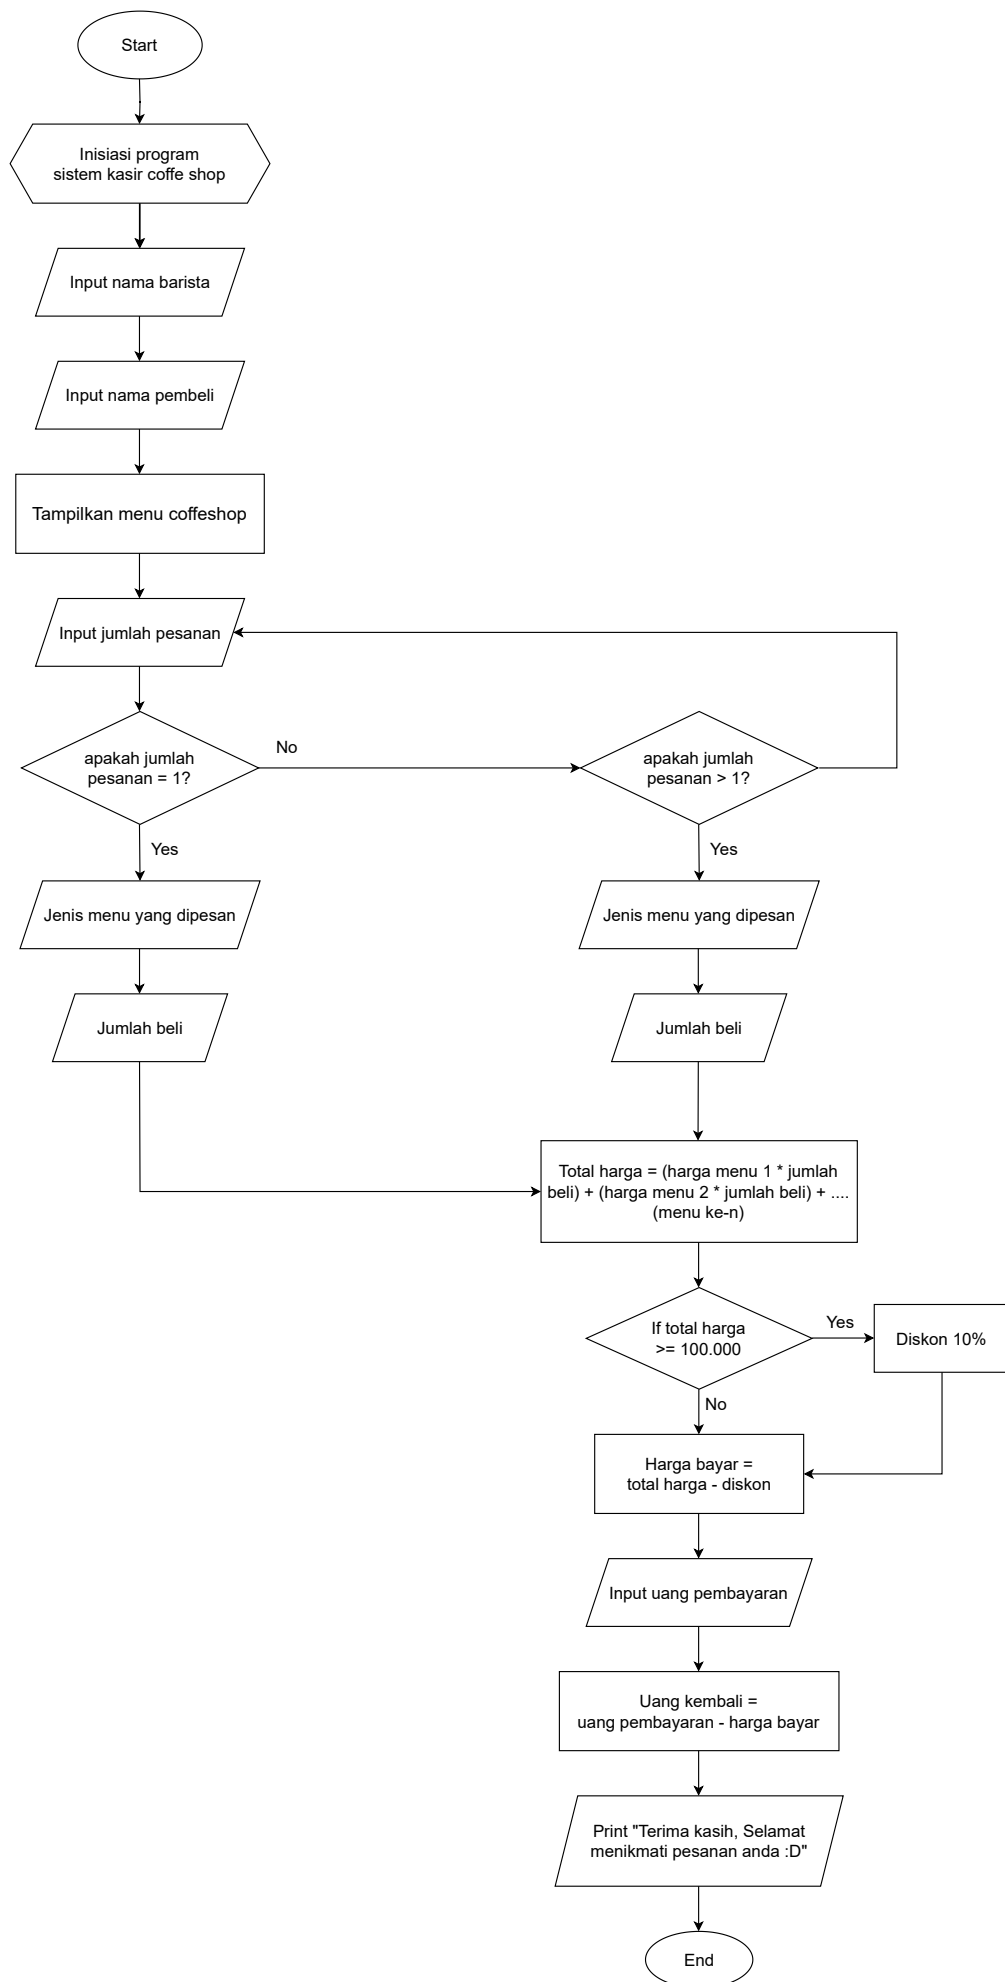 Start
Inisiasi program
sistem kasir coffe shop
Input nama barista
Input nama pembeli
Tampilkan menu coffeshop
Input jumlah pesanan
apakah jumlah
pesanan = 1?
No
apakah jumlah
pesanan > 1?
Yes
Yes
Jenis menu yang dipesan
Jenis menu yang dipesan
Jumlah beli
Jumlah beli
Total harga = (harga menu 1 * jumlah
beli) + (harga menu 2 * jumlah beli) + ....
(menu ke-n)
If total harga
>= 100.000
Yes
Diskon 10%
No
Harga bayar =
total harga - diskon
Input uang pembayaran
Uang kembali =
uang pembayaran - harga bayar
Print "Terima kasih, Selamat
menikmati pesanan anda :D"
End